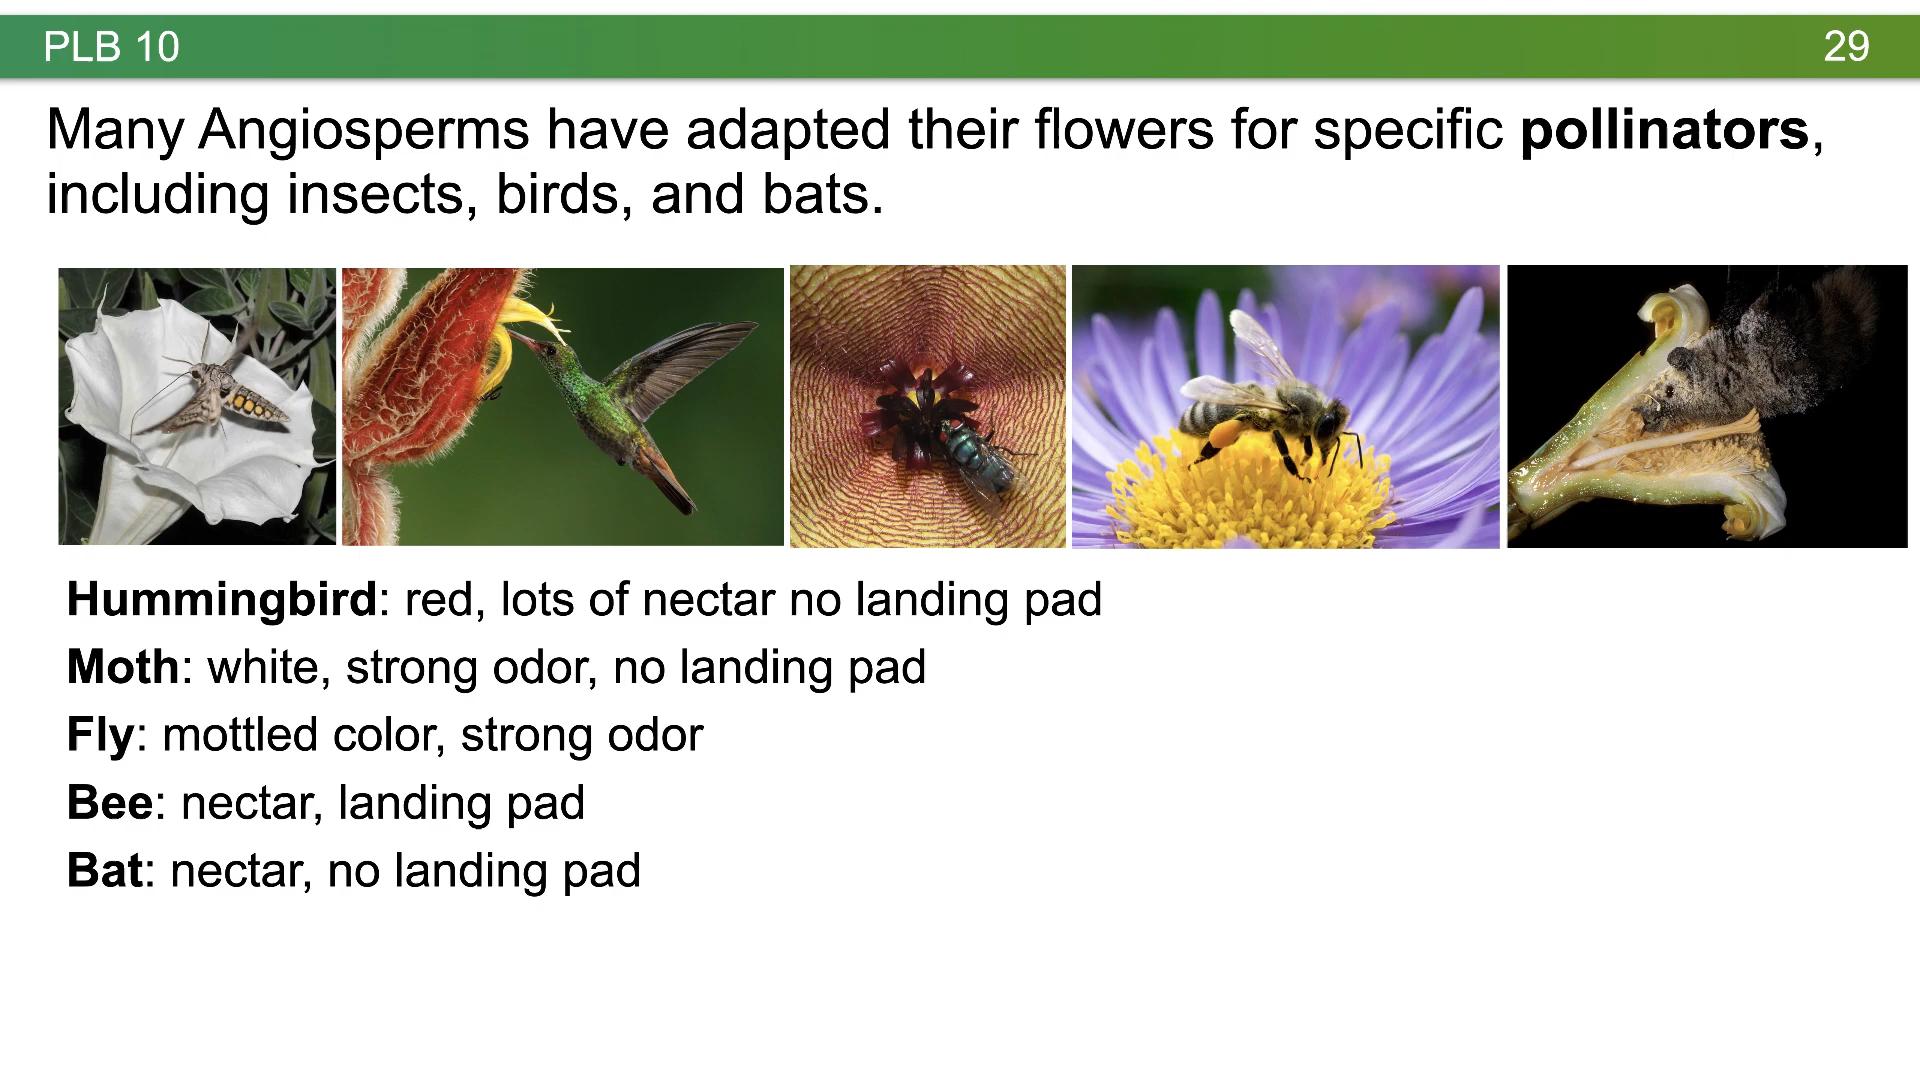 PLB 10
29
Many Angiosperms have adapted their flowers for specific pollinators,
including insects, birds, and bats.
Hummingbird: red, lots of nectar no landing pad
Moth: white, strong odor, no landing pad
Fly: mottled color, strong odor
Bee: nectar, landing pad
Bat: nectar, no landing pad